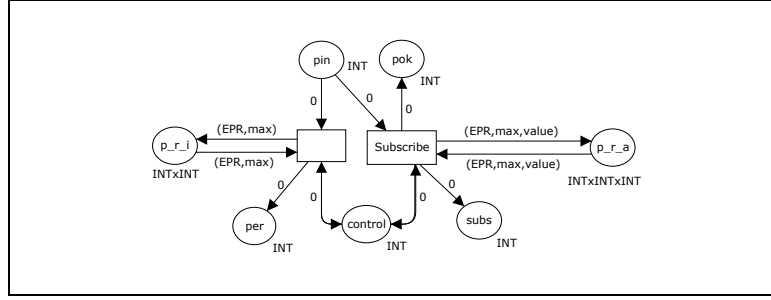 pin
INT
pok
INT
0
0
0
(EPR,max)
(EPR,max,value)
p_r_i
Subscribe
p_r_a
(EPR,max)
(EPR,max,value)
INTxINT
INTxINTxINT
0
0
0
0
per
control
subs
INT
INT
INT